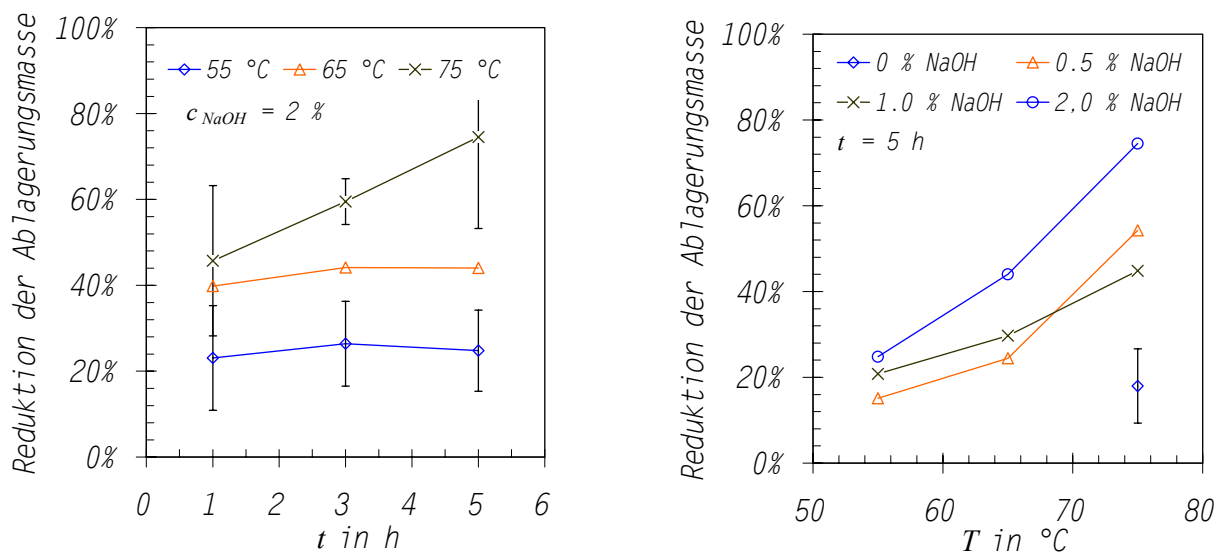 Reduktion der Ablagerungsmasse
100%
80%
60%
40%
20%
0%
55 °C 65 °C 75 °C
c NaOH = 2 %
0 1 2 3 4 5 6
t in h
Reduktion der Ablagerungsmasse
100%
80%
60%
40%
20%
0%
0 % NaOH 0.5 % NaOH
1.0 % NaOH 2,0 % NaOH
t = 5 h
50 60 70 80
T in °C